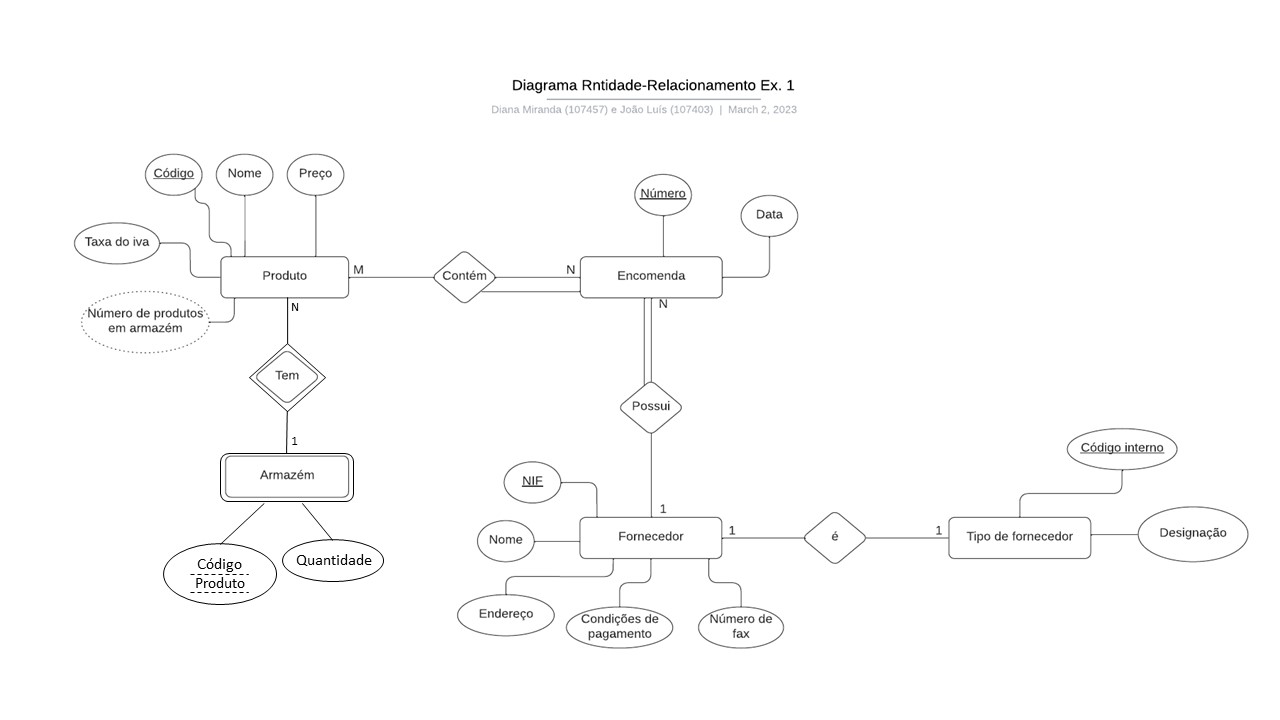 Diagrama Rntidade-Relacionamento Ex. 1
Diana Miranda (107457) e João Luís (107403) | March 2, 2023
Código
Nome
Preço
Número
Data
Taxa do iva
Produto
M
Contém
N
Encomenda
Número de produtos
em armazém
N
N
Tem
Possui
1
Armazém
Código interno
NIF
1
Nome
Fornecedor
1
é
1
Tipo de fornecedor
Designação
Código
Produto
Quantidade
Endereço
Condições de
pagamento
Número de
fax